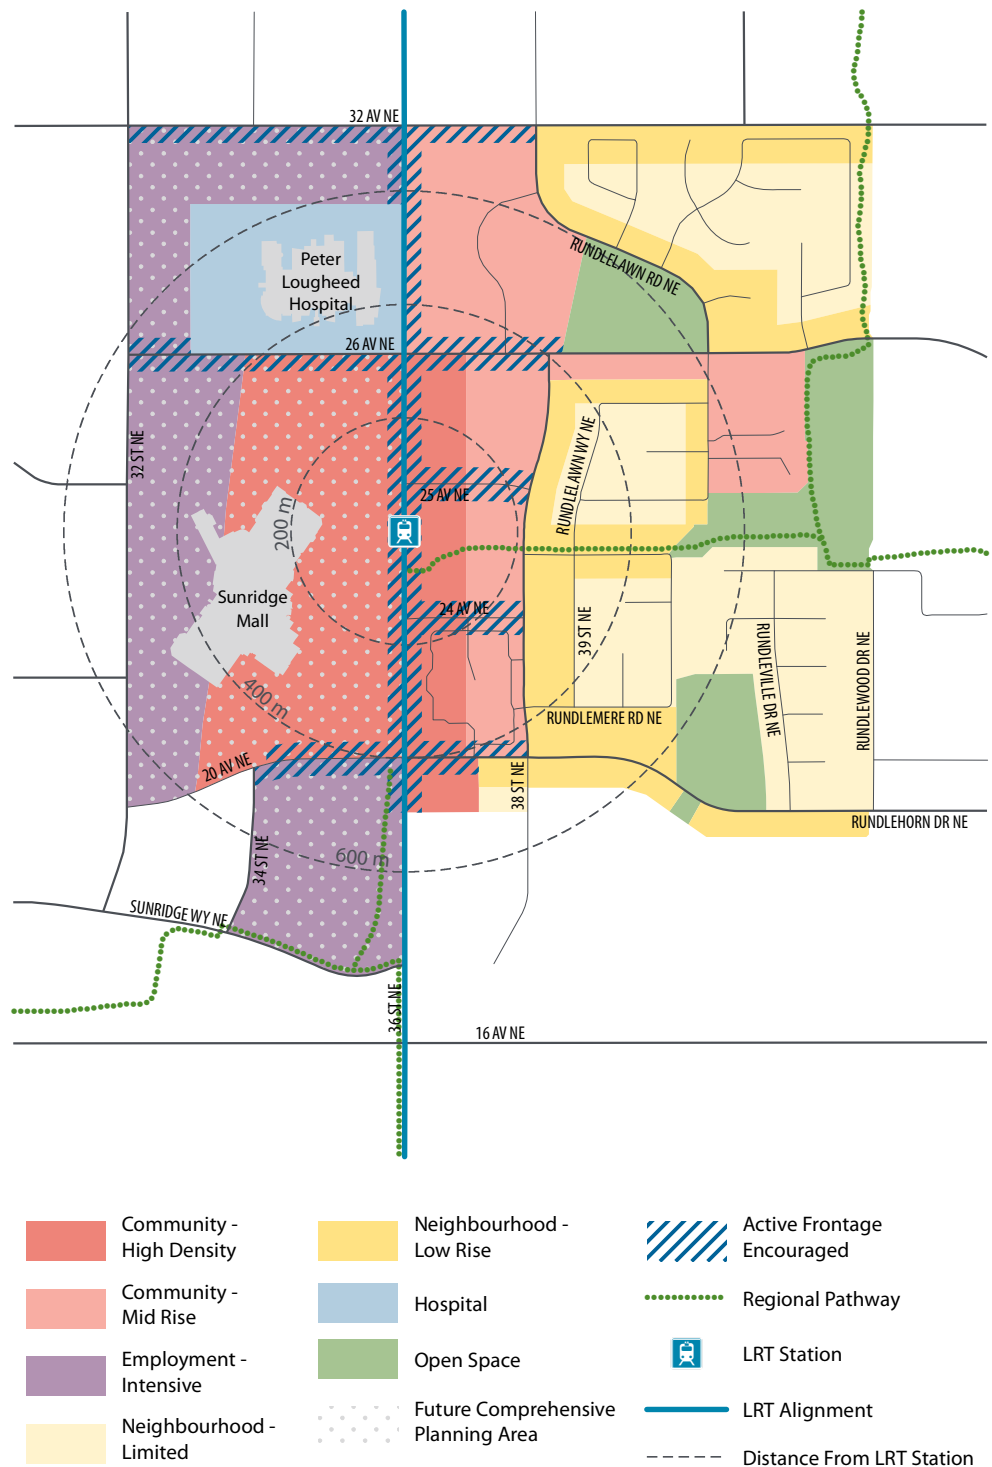 32 AV NE
RUNDLELAWN RD NE
Peter
Lougheed
Hospital
26 AV NE
32 ST NE
RUNDLELAWN WY NE
25 AV NE
200 m
Sunridge
Mall
24 AV NE
39 ST NE
RUNDLEVILLE DR NE
RUNDLEWOOD DR NE
400 m
RUNDLEMERE RD NE
20 AV NE
38 ST NE
RUNDLEHORN DR NE
34 ST NE
600 m
SUNRIDGE WY NE
36 ST NE
16 AV NE
Community -
High Density
Community -
Mid Rise
Employment -
Intensive
Neighbourhood -
Limited
Neighbourhood -
Low Rise
Hospital
Open Space
Future Comprehensive
Planning Area
Active Frontage
Encouraged
Regional Pathway
LRT Station
LRT Alignment
Distance From LRT Station